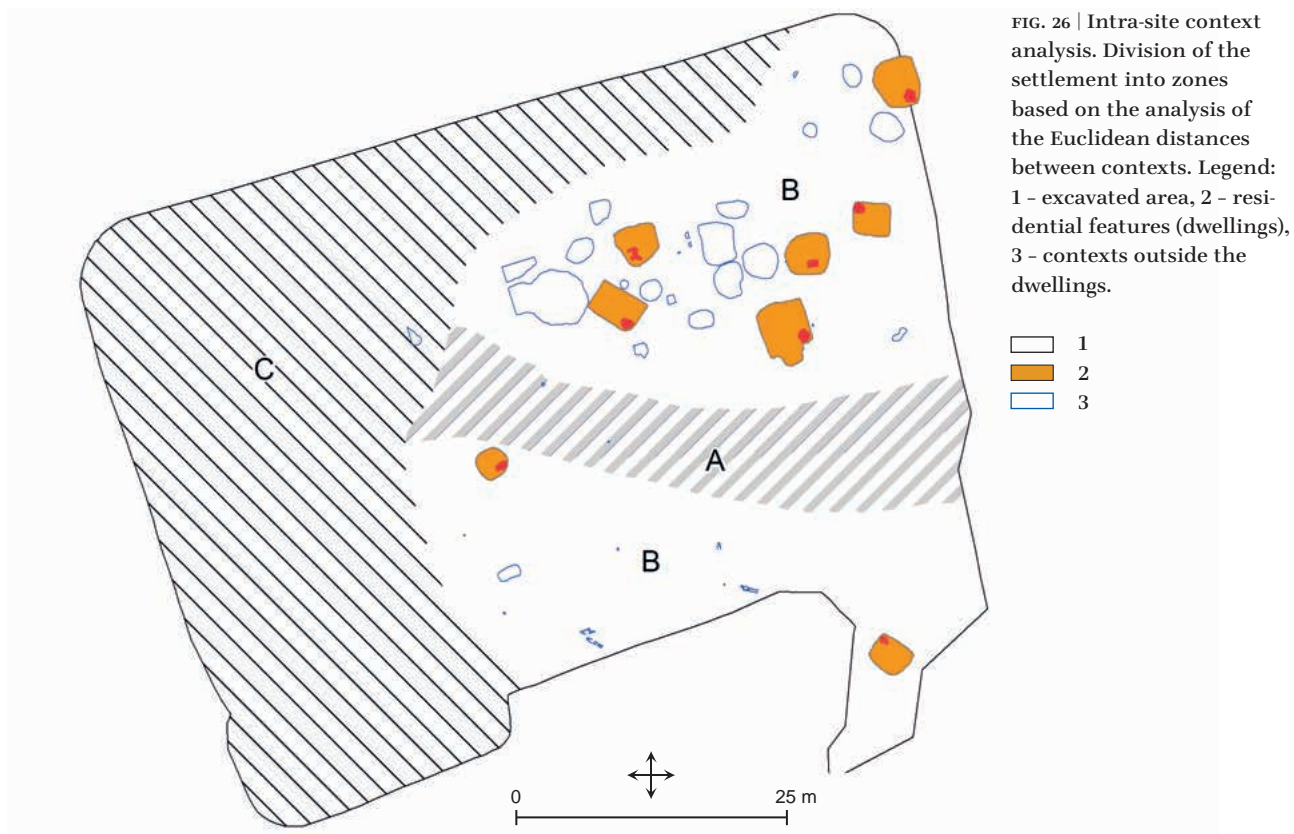 FIG. 26 | Intra-site context
analysis. Division of the
settlement into zones
based on the analysis of
the Euclidean distances
between contexts. Legend:
1 – excavated area, 2 – resi-
dential features (dwellings),
3 – contexts outside the
dwellings.
1
2
3
B
C
A
B
0 25 m